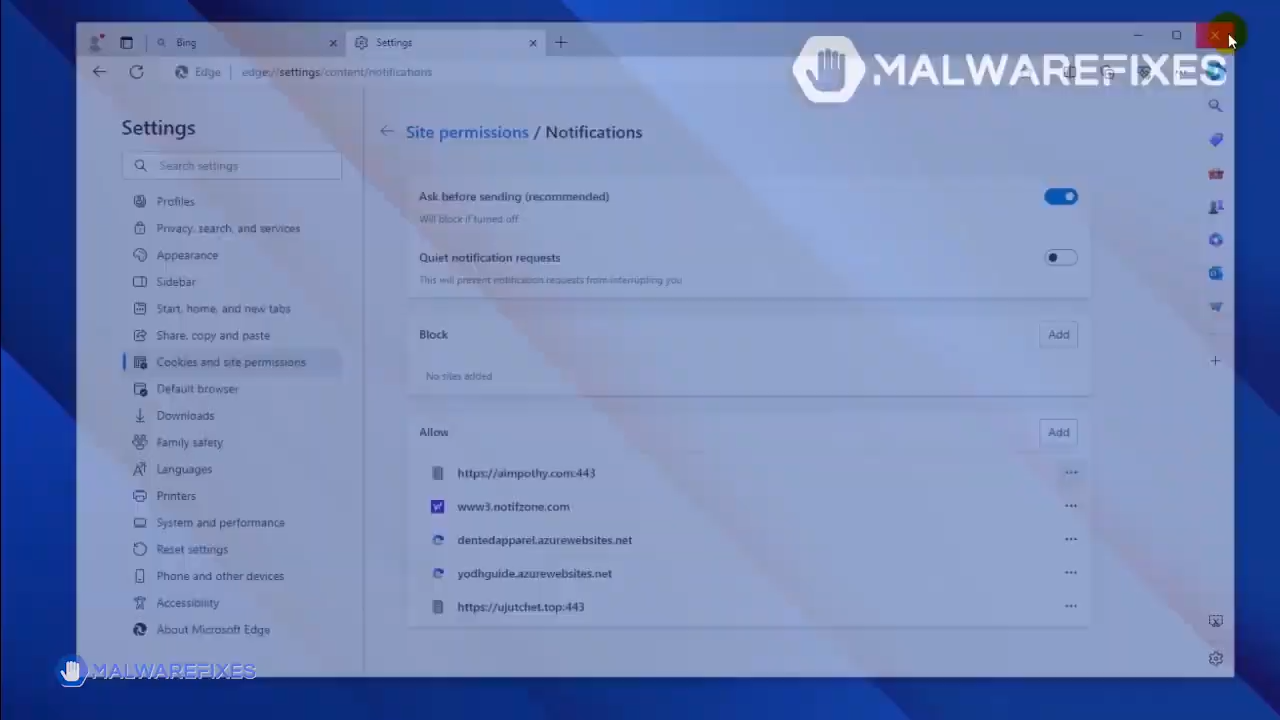 Bing
Settings
Edge
edge://settings/content/notifications
MALWAREFIXES
Settings
Search settings
Profiles
Privacy, search, and services
Appearance
Sidebar
Start, home, and new tabs
Share, copy and paste
Cookies and site permissions
Default browser
Downloads
Family safety
Languages
Printers
System and performance
Reset settings
Phone and other devices
Accessibility
About Microsoft Edge
Site permissions / Notifications
Ask before sending (recommended)
Will block if turned off
Quiet notification requests
This will prevent notification requests from interrupting you
Block
Add
No sites added
Allow
Add
https://aimpothy.com:443
www3.notifzone.com
dentedapparel.azurewebsites.net
yodhguide.azurewebsites.net
https://ujutchet.top:443
MALWAREFIXES